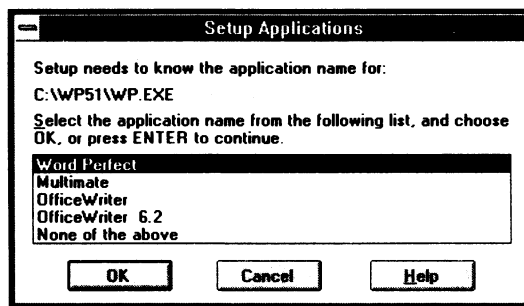 Setup Applications
Setup needs to know the application name for:
C:\WP51\WP.EXE
Select the application name from the following list, and choose
OK, or press ENTER to continue.
Word Perfect
Multimate
OfficeWriter
OfficeWriter 6.2
None of the above
OK Cancel Help